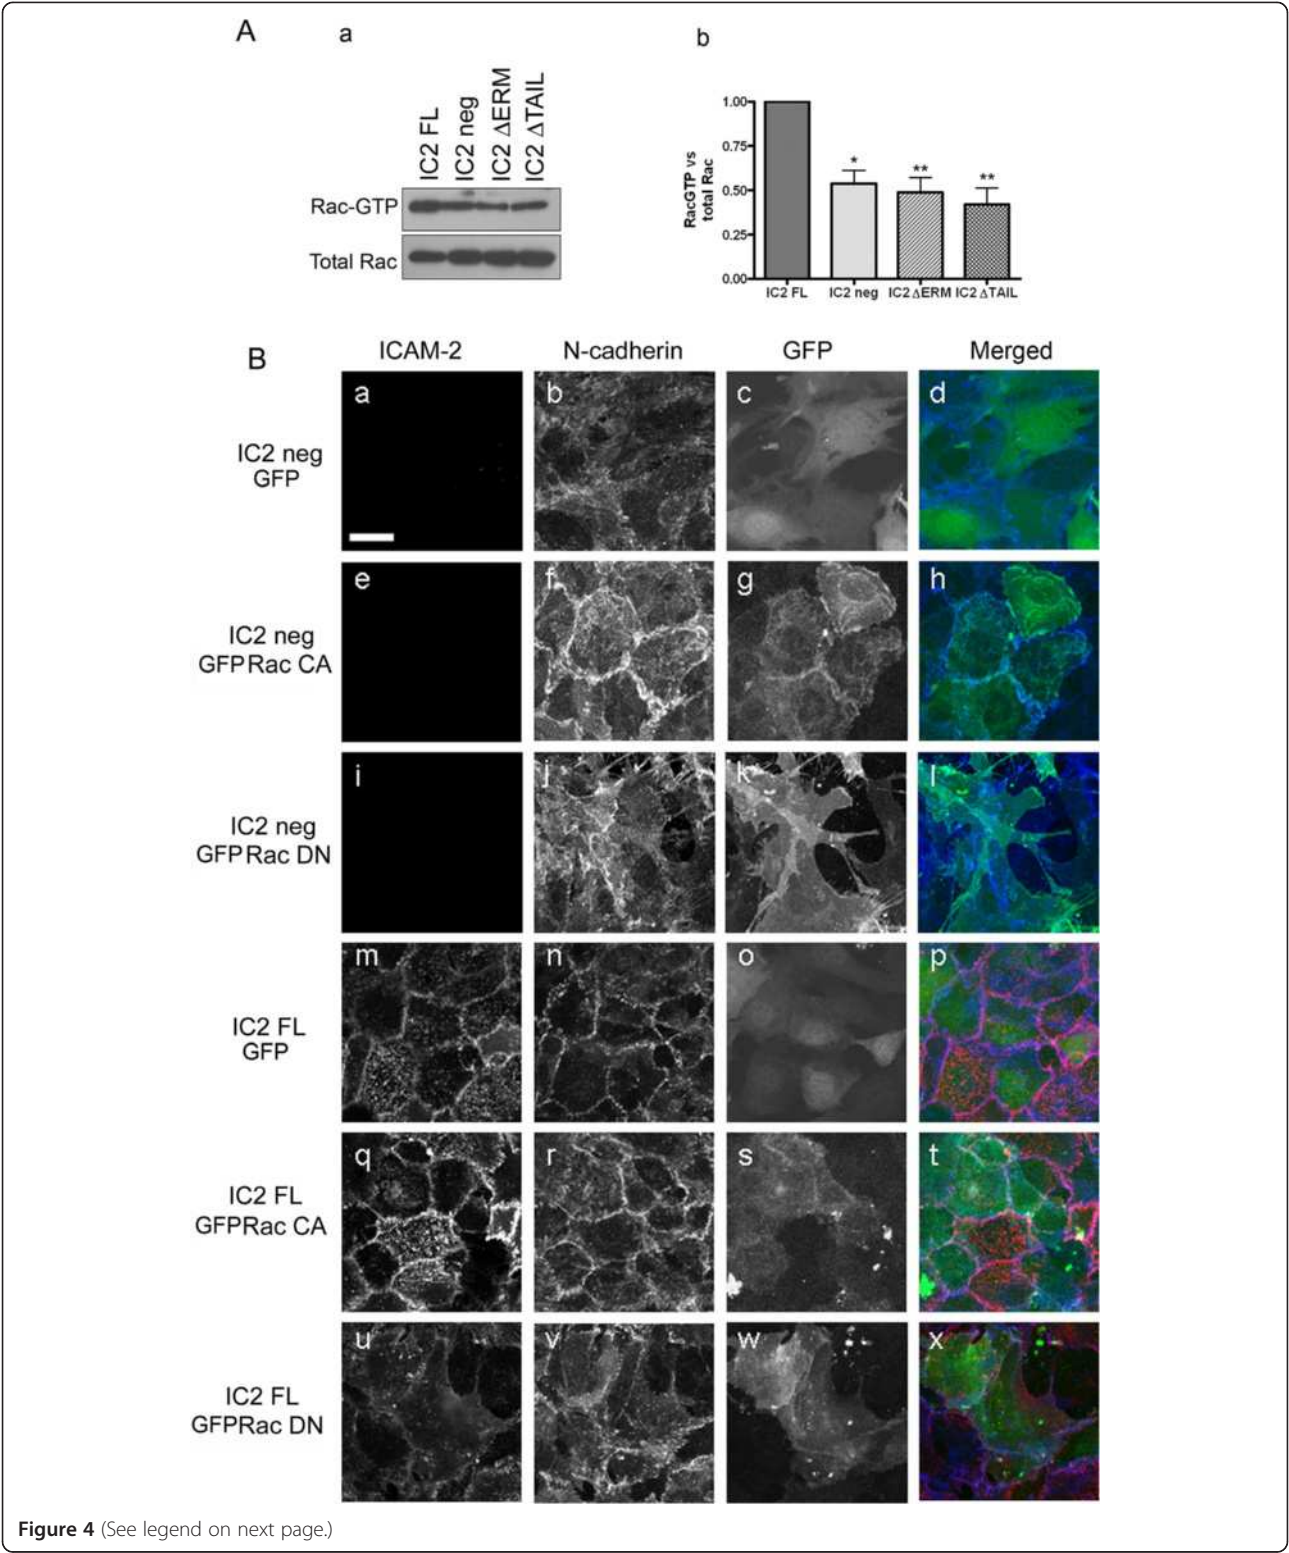 A
a
b
IC2 FL
IC2 neg
IC2 ΔERM
IC2 ΔTAIL
Rac-GTP
Total Rac
RacGTP vs
total Rac
1.00
0.75
0.50
0.25
0.00
*
**
**
IC2 FL
IC2 neg
IC2 ΔERM
IC2 ΔTAIL
B
ICAM-2
N-cadherin
GFP
Merged
IC2 neg
GFP
a
b
c
d
IC2 neg
GFPRac CA
e
f
g
h
IC2 neg
GFPRac DN
i
j
k
l
IC2 FL
GFP
m
n
o
p
IC2 FL
GFPRac CA
q
r
s
t
IC2 FL
GFPRac DN
u
v
w
x
Figure 4 (See legend on next page.)